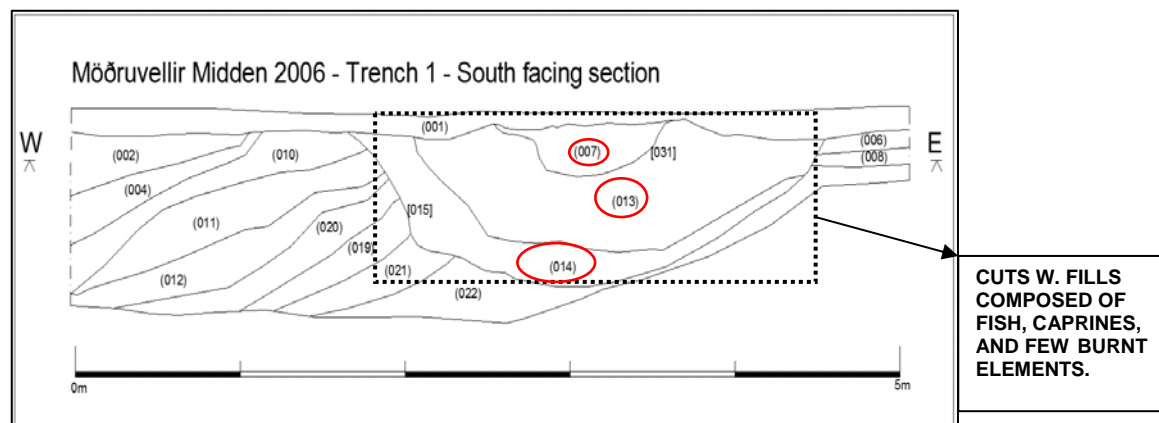 Möðruvellir Midden 2006 - Trench 1 - South facing section
W
E
(001)
(002)
(004)
(006)
(007)
(008)
(010)
[031]
(013)
(011)
[015]
(020)
(019)
(012)
(014)
(021)
(022)
0m
5m
CUTS W. FILLS
COMPOSED OF
FISH, CAPRINES,
AND FEW BURNT
ELEMENTS.